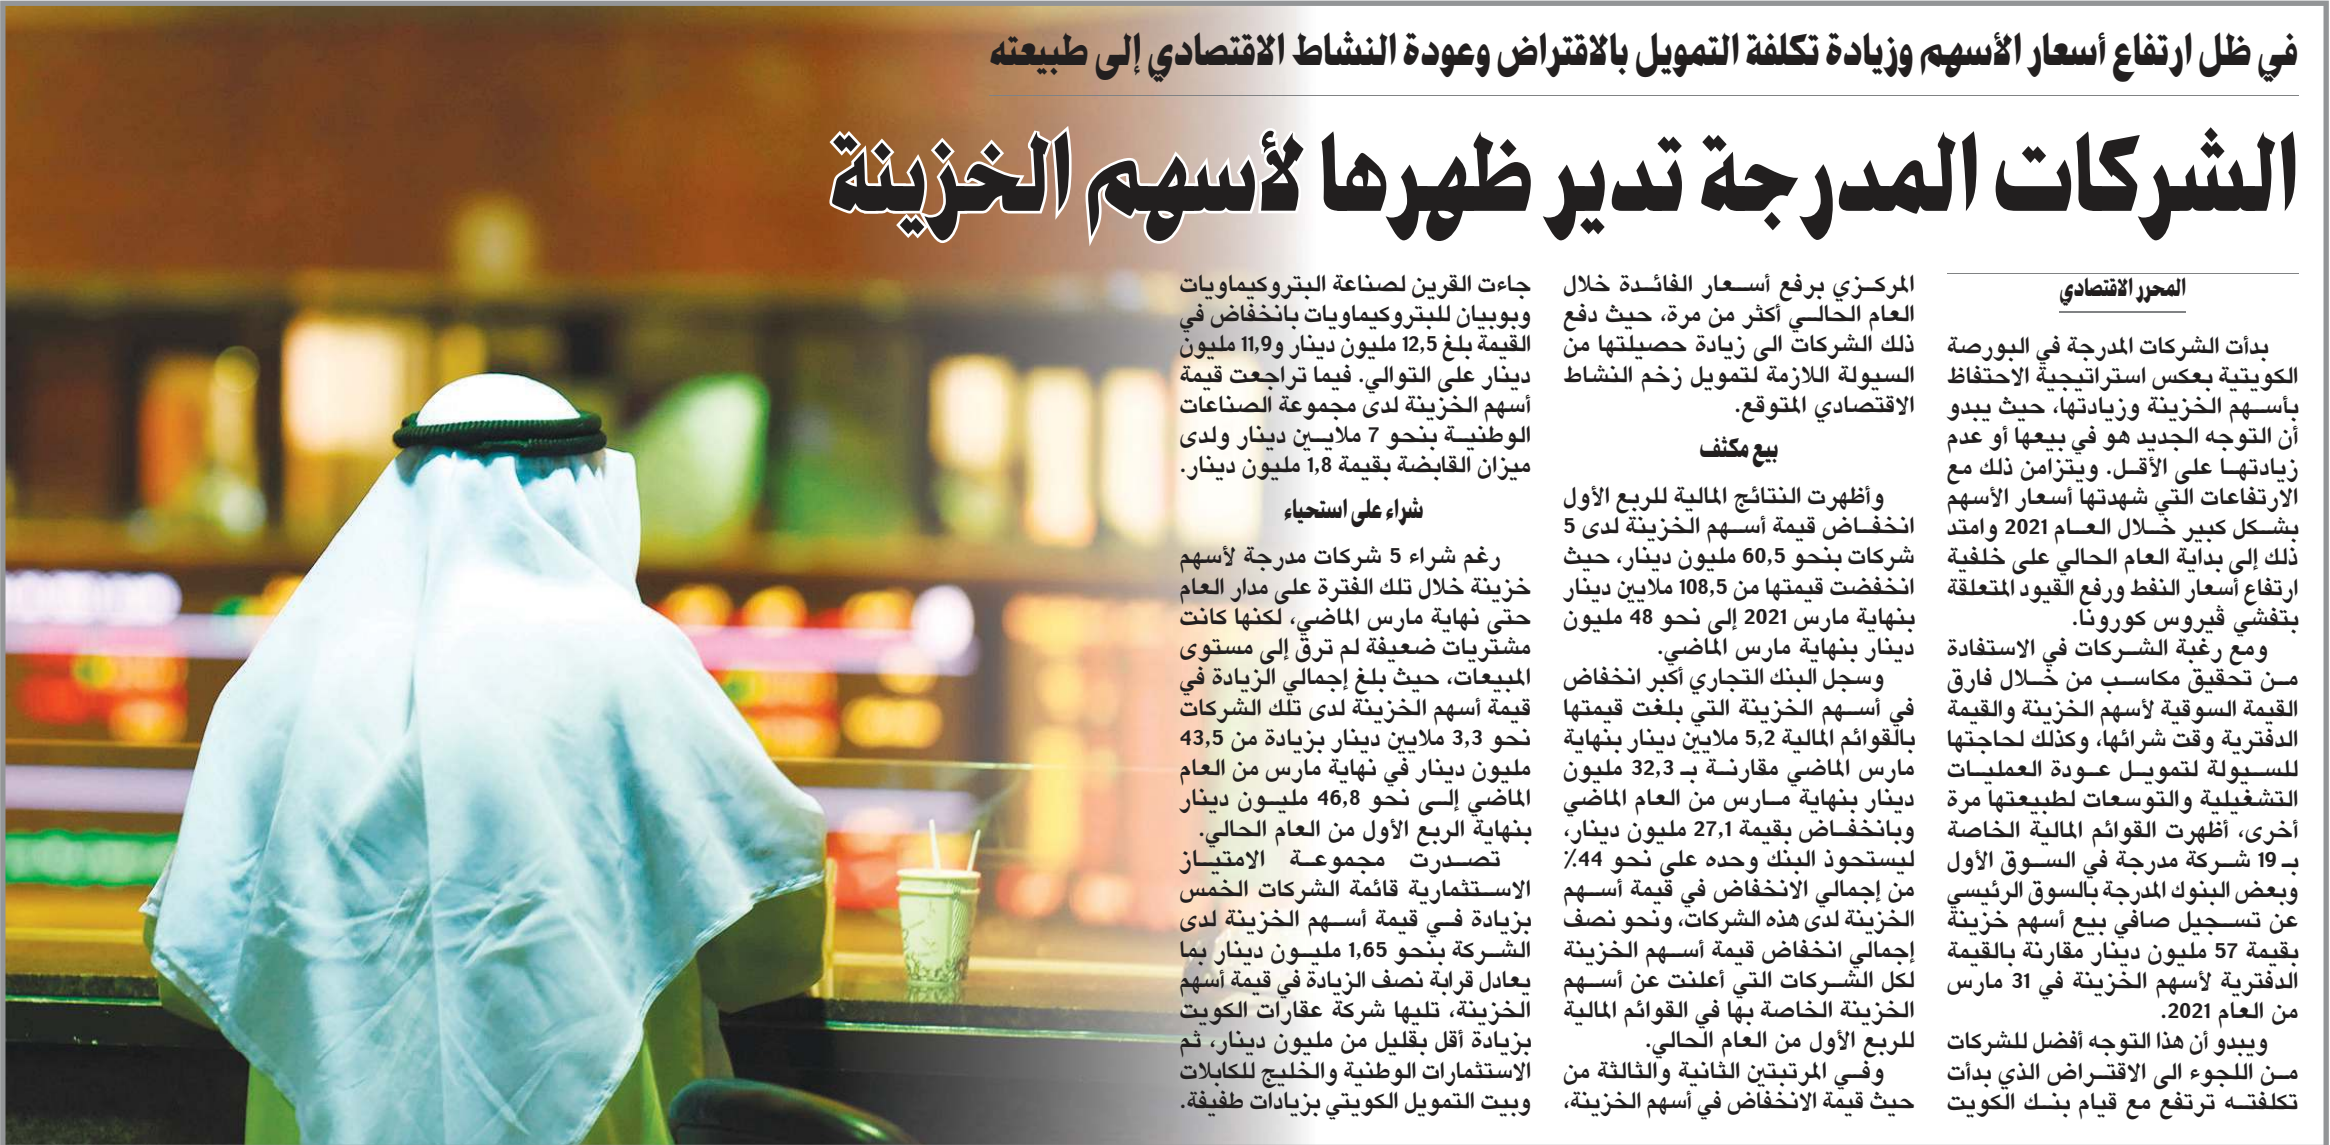 في ظل ارتفاع أسعار الأسهم وزيادة تكلفة التمويل بالاقتراض وعودة النشاط الاقتصادي إلى طبيعته
الشركات المدرجة تدير ظهرها لأسهم الخزينة
المحرر الاقتصادي
بدأت الشركات المدرجة في البورصة
الكويتية بعكس استراتيجية الاحتفاظ
بأسهم الخزينة وزيادتها، حيث يبدو
أن التوجه الجديد هو في بيعها أو عدم
زيادتها على الأقل. ويتزامن ذلك مع
الارتفاعات التي شهدتها أسعار الأسهم
بشكل كبير خلال العام 2021 وامتد
ذلك إلى بداية العام الحالي على خلفية
ارتفاع أسعار النفط ورفع القيود المتعلقة
بتفشي ڤيروس كورونا.
ومع رغبة الشركات في الاستفادة
من تحقيق مكاسب من خلال فارق
القيمة السوقية لأسهم الخزينة والقيمة
الدفترية وقت شرائها، وكذلك لحاجتها
للسيولة لتمويل عودة العمليات
التشغيلية والتوسعات لطبيعتها مرة
أخرى، أظهرت القوائم المالية الخاصة
بـ 19 شركة مدرجة في السوق الأول
وبعض البنوك المدرجة بالسوق الرئيسي
عن تسجيل صافي بيع أسهم خزينة
بقيمة 57 مليون دينار مقارنة بالقيمة
الدفترية لأسهم الخزينة في 31 مارس
من العام 2021.
ويبدو أن هذا التوجه أفضل للشركات
من اللجوء الى الاقتراض الذي بدأت
تكلفته ترتفع مع قيام بنك الكويت
المركزي برفع أسعار الفائدة خلال
العام الحالي أكثر من مرة، حيث دفع
ذلك الشركات الى زيادة حصيلتها من
السيولة اللازمة لتمويل زخم النشاط
الاقتصادي المتوقع.
بيع مكثف
وأظهرت النتائج المالية للربع الأول
انخفاض قيمة أسهم الخزينة لدى 5
شركات بنحو 60,5 مليون دينار، حيث
انخفضت قيمتها من 108,5 ملايين دينار
بنهاية مارس 2021 إلى نحو 48 مليون
دينار بنهاية مارس الماضي.
وسجل البنك التجاري أكبر انخفاض
في أسهم الخزينة التي بلغت قيمتها
بالقوائم المالية 5,2 ملايين دينار بنهاية
مارس الماضي مقارنة بـ 32,3 مليون
دينار بنهاية مارس من العام الماضي
وبانخفاض بقيمة 27,1 مليون دينار،
ليستحوذ البنك وحده على نحو 44٪
من إجمالي الانخفاض في قيمة أسهم
الخزينة لدى هذه الشركات، ونحو نصف
إجمالي انخفاض قيمة أسهم الخزينة
لكل الشركات التي أعلنت عن أسهم
الخزينة الخاصة بها في القوائم المالية
للربع الأول من العام الحالي.
وفي المرتبتين الثانية والثالثة من
حيث قيمة الانخفاض في أسهم الخزينة،
جاءت القرين لصناعة البتروكيماويات
وبوبيان للبتروكيماويات بانخفاض في
القيمة بلغ 12,5 مليون دينار و11,9 مليون
دينار على التوالي. فيما تراجعت قيمة
أسهم الخزينة لدى مجموعة الصناعات
الوطنية بنحو 7 ملايين دينار ولدى
ميزان القابضة بقيمة 1,8 مليون دينار.
شراء على استحياء
رغم شراء 5 شركات مدرجة لأسهم
خزينة خلال تلك الفترة على مدار العام
حتى نهاية مارس الماضي، لكنها كانت
مشتريات ضعيفة لم ترق إلى مستوى
المبيعات، حيث بلغ إجمالي الزيادة في
قيمة أسهم الخزينة لدى تلك الشركات
نحو 3,3 ملايين دينار بزيادة من 43,5
مليون دينار في نهاية مارس من العام
الماضي إلى نحو 46,8 مليون دينار
بنهاية الربع الأول من العام الحالي.
تصدرت مجموعة الامتياز
الاستثمارية قائمة الشركات الخمس
بزيادة في قيمة أسهم الخزينة لدى
الشركة بنحو 1,65 مليون دينار بما
يعادل قرابة نصف الزيادة في قيمة أسهم
الخزينة، تليها شركة عقارات الكويت
بزيادة أقل بقليل من مليون دينار، ثم
الاستثمارات الوطنية والخليج للكابلات
وبيت التمويل الكويتي بزيادات طفيفة.